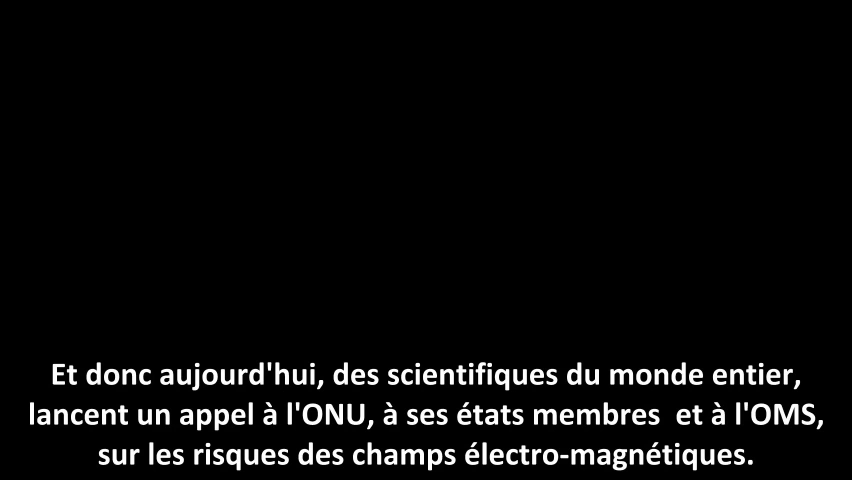 Et donc aujourd'hui, des scientifiques du monde entier,
lancent un appel à l'ONU, à ses états membres  et à l'OMS,
sur les risques des champs électro-magnétiques.